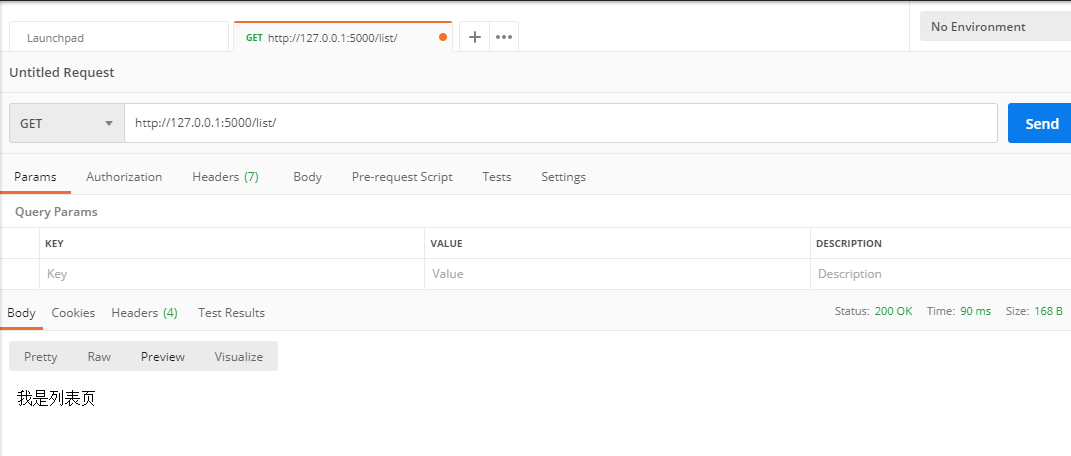 Launchpad
GET http://127.0.0.1:5000/list/
No Environment
Untitled Request
GET http://127.0.0.1:5000/list/ Send
Params Authorization Headers (7) Body Pre-request Script Tests Settings
Query Params
KEY VALUE DESCRIPTION
Key Value Description
Body Cookies Headers (4) Test Results Status: 200 OK Time: 90 ms Size: 168 B
Pretty Raw Preview Visualize
我是列表页